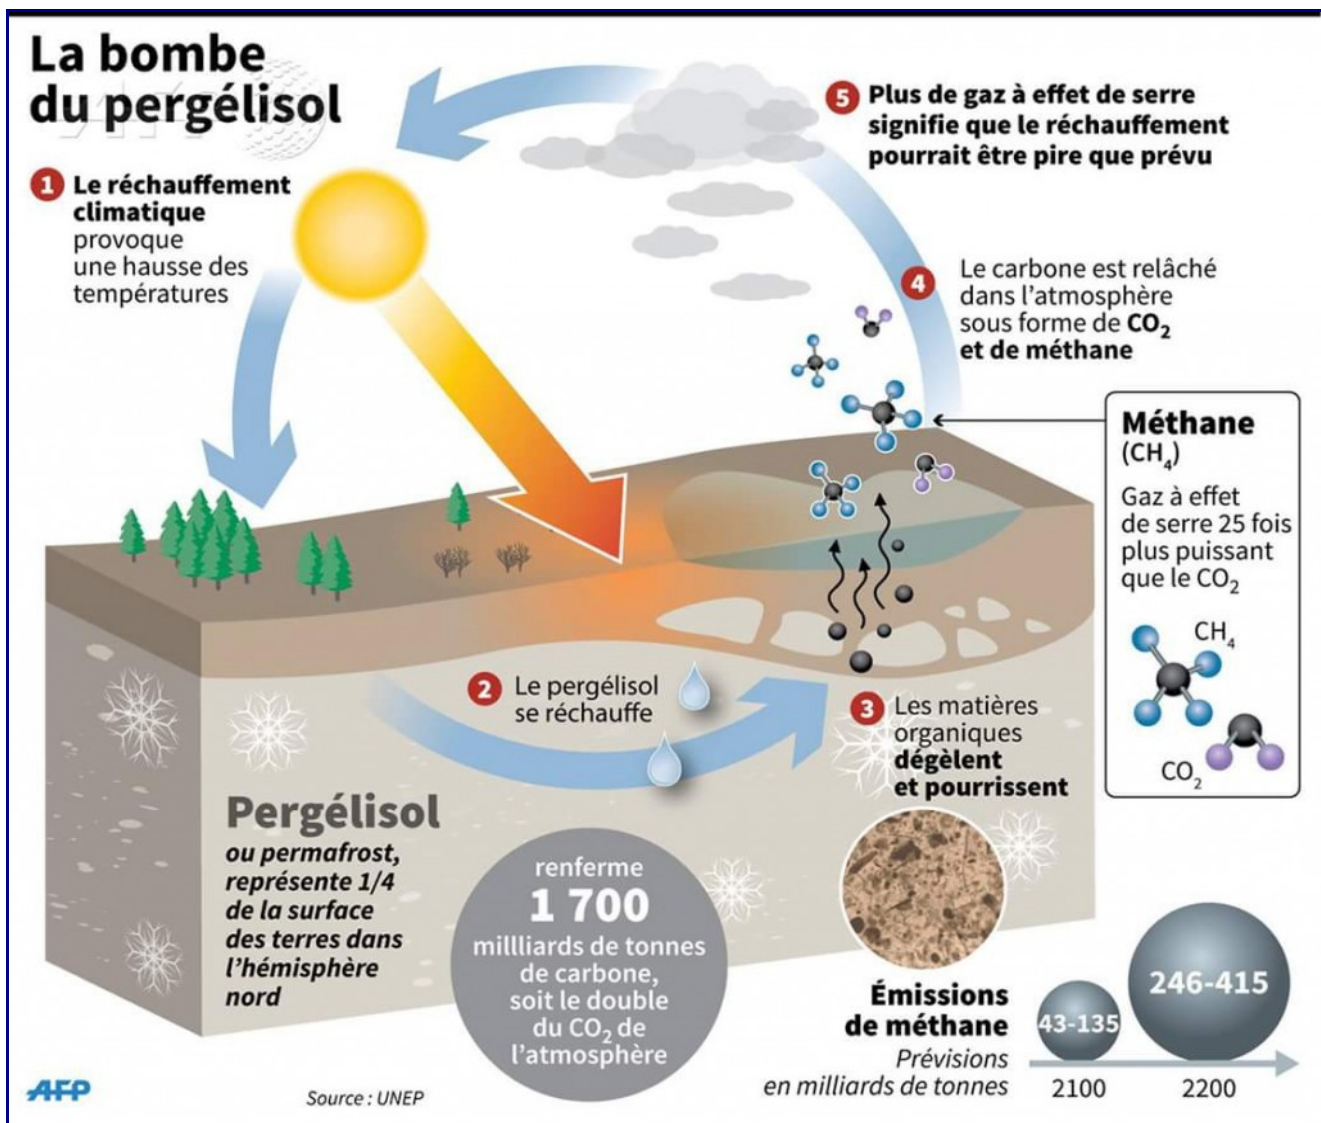 La bombe
du pergélisol
1 Le réchauffement
climatique
provoque
une hausse des
températures
5 Plus de gaz à effet de serre
signifie que le réchauffement
pourrait être pire que prévu
4 Le carbone est relâché
dans l'atmosphère
sous forme de CO₂
et de méthane
Méthane
(CH₄)
Gaz à effet
de serre 25 fois
plus puissant
que le CO₂
CH₄
CO₂
2 Le pergélisol
se réchauffe
3 Les matières
organiques
dégèlent
et pourrissent
Pergélisol
ou permafrost,
représente 1/4
de la surface
des terres dans
l'hémisphère
nord
renferme
1 700
millliards de tonnes
de carbone,
soit le double
du CO₂ de
l'atmosphère
Émissions
de méthane
Prévisions
en milliards de tonnes
43-135
246-415
2100
2200
AFP
Source : UNEP
AFP